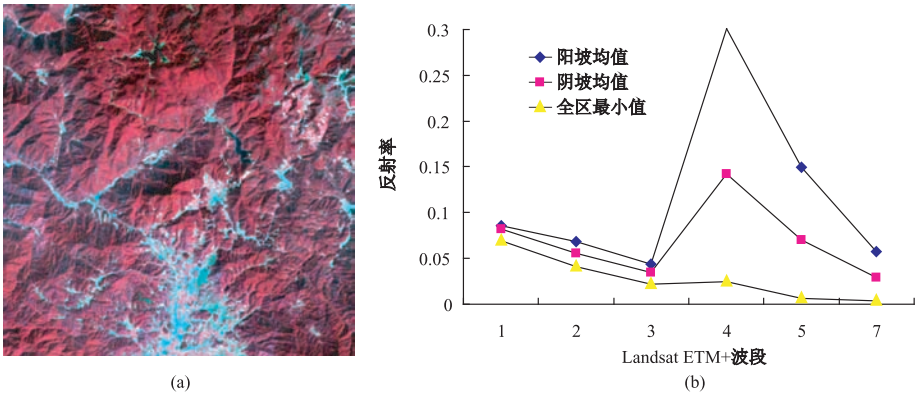 0.3
0.25
0.2
0.15
0.1
0.05
0
反射率
阳坡均值
阴坡均值
全区最小值
1 2 3 4 5 7
Landsat ETM+波段
(a)
(b)